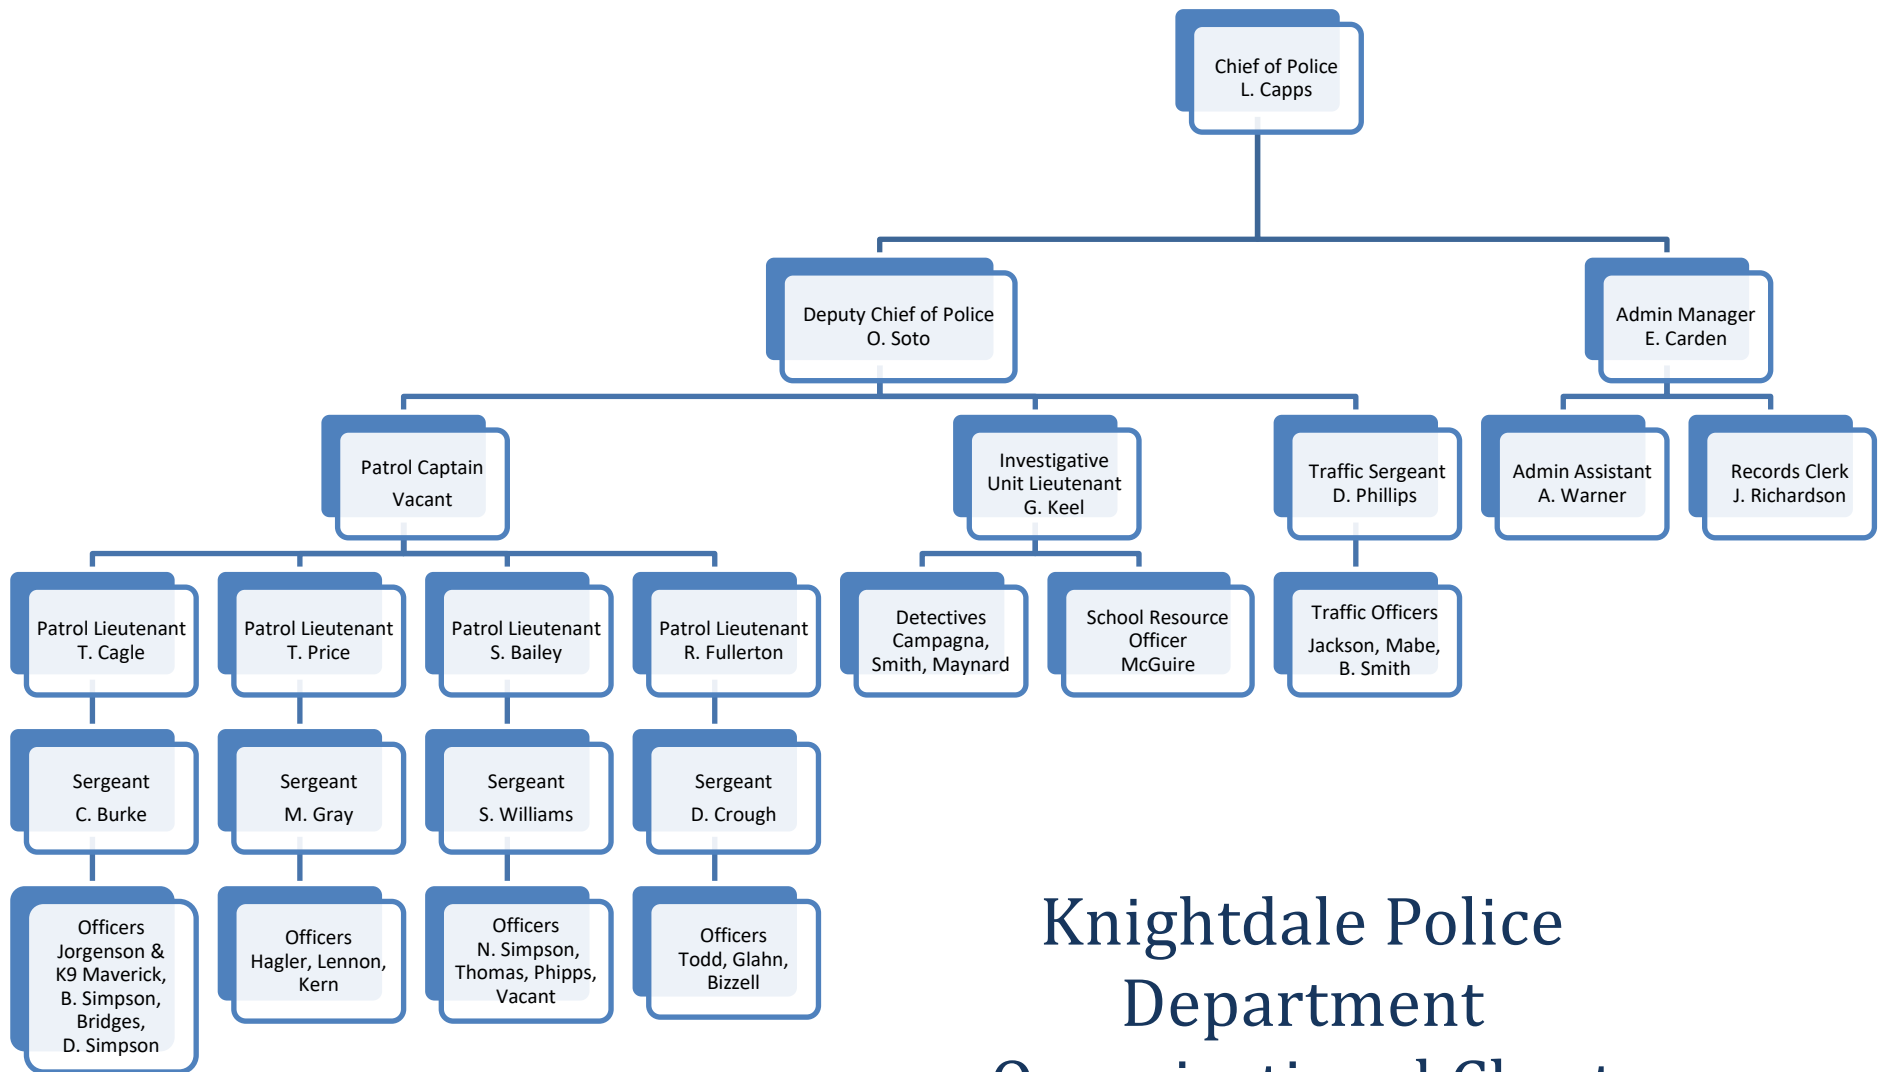 Chief of Police
L. Capps
Deputy Chief of Police
O. Soto
Admin Manager
E. Carden
Patrol Captain
Vacant
Investigative
Unit Lieutenant
G. Keel
Traffic Sergeant
D. Phillips
Admin Assistant
A. Warner
Records Clerk
J. Richardson
Patrol Lieutenant
T. Cagle
Patrol Lieutenant
T. Price
Patrol Lieutenant
S. Bailey
Patrol Lieutenant
R. Fullerton
Detectives
Campagna,
Smith, Maynard
School Resource
Officer
McGuire
Traffic Officers
Jackson, Mabe,
B. Smith
Sergeant
C. Burke
Sergeant
M. Gray
Sergeant
S. Williams
Sergeant
D. Crough
Officers
Jorgenson &
K9 Maverick,
B. Simpson,
Bridges,
D. Simpson
Officers
Hagler, Lennon,
Kern
Officers
N. Simpson,
Thomas, Phipps,
Vacant
Officers
Todd, Glahn,
Bizzell
Knightdale Police
Department
Organizational Chart